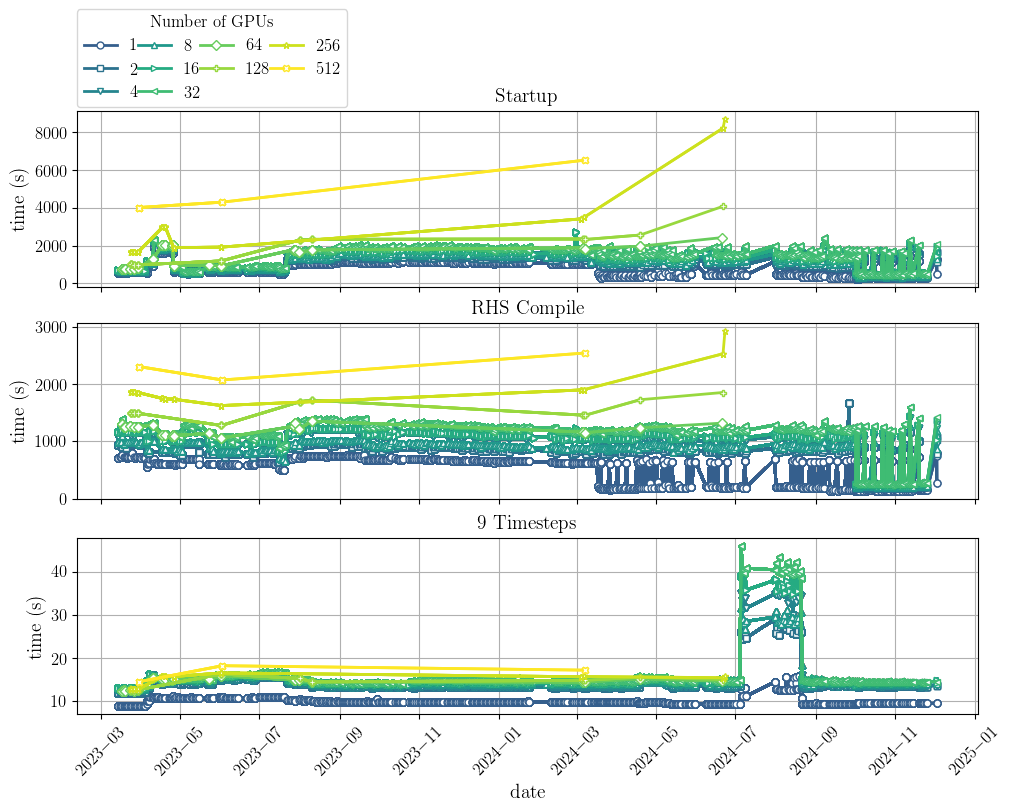 Number of GPUs
1 8 64 256
2 16 128 512
4 32
Startup
8000
6000
4000
2000
0
time (s)
RHS Compile
3000
2000
1000
0
time (s)
9 Timesteps
40
30
20
10
time (s)
2023−03 2023−05 2023−07 2023−09 2023−11 2024−01 2024−03 2024−05 2024−07 2024−09 2024−11 2025−01
date